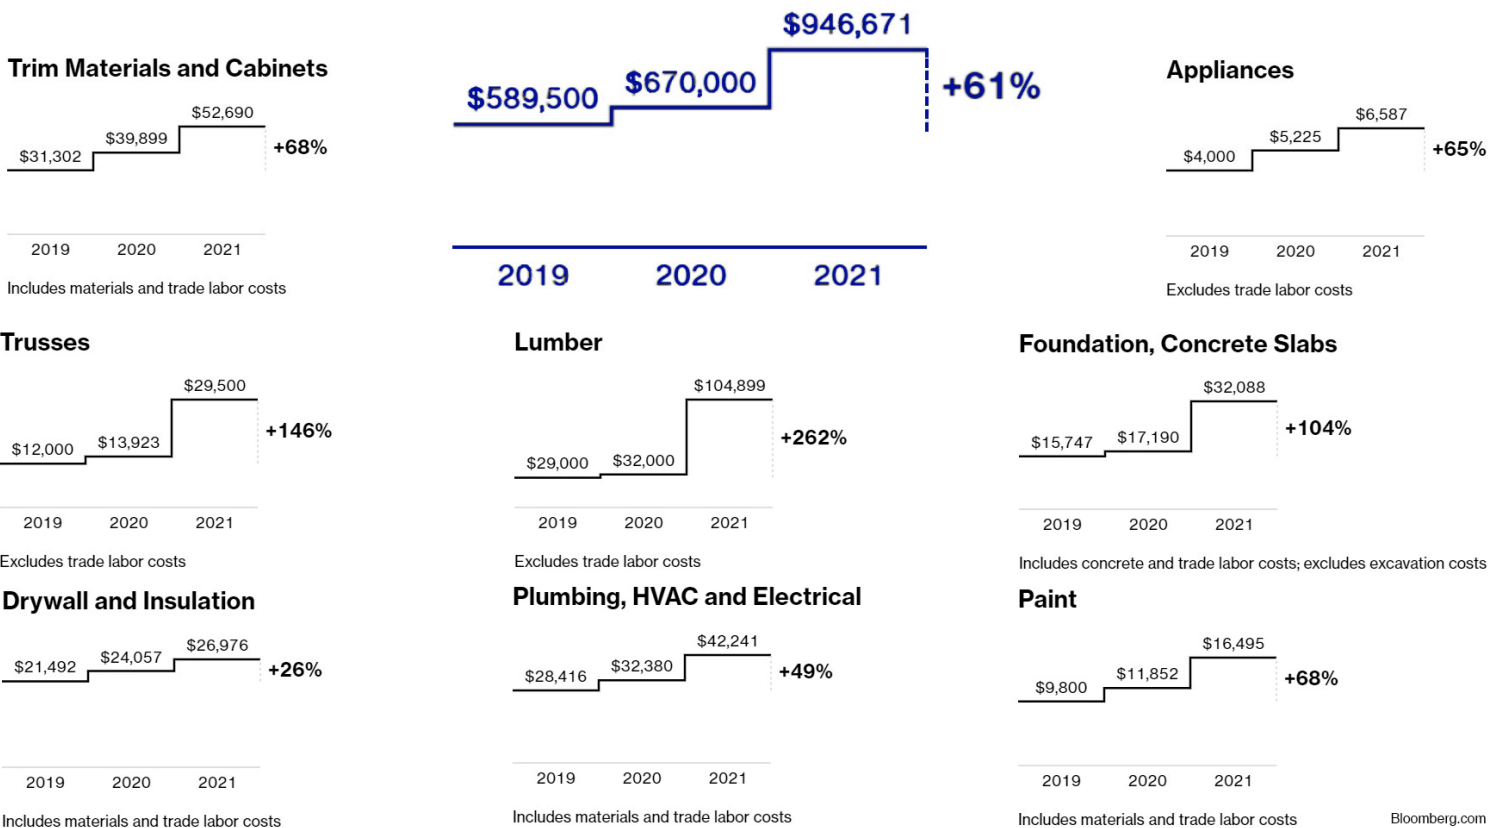 Trim Materials and Cabinets
$52,690
$39,899
$31,302
+68%
2019 2020 2021
Includes materials and trade labor costs
$946,671
$670,000
$589,500
+61%
2019 2020 2021
Appliances
$6,587
$5,225
$4,000
+65%
2019 2020 2021
Excludes trade labor costs
Trusses
$29,500
$13,923
$12,000
+146%
2019 2020 2021
Excludes trade labor costs
Lumber
$104,899
$32,000
$29,000
+262%
2019 2020 2021
Excludes trade labor costs
Foundation, Concrete Slabs
$32,088
$17,190
$15,747
+104%
2019 2020 2021
Includes concrete and trade labor costs; excludes excavation costs
Drywall and Insulation
$26,976
$24,057
$21,492
+26%
2019 2020 2021
Includes materials and trade labor costs
Plumbing, HVAC and Electrical
$42,241
$32,380
$28,416
+49%
2019 2020 2021
Includes materials and trade labor costs
Paint
$16,495
$11,852
$9,800
+68%
2019 2020 2021
Includes materials and trade labor costs
Bloomberg.com